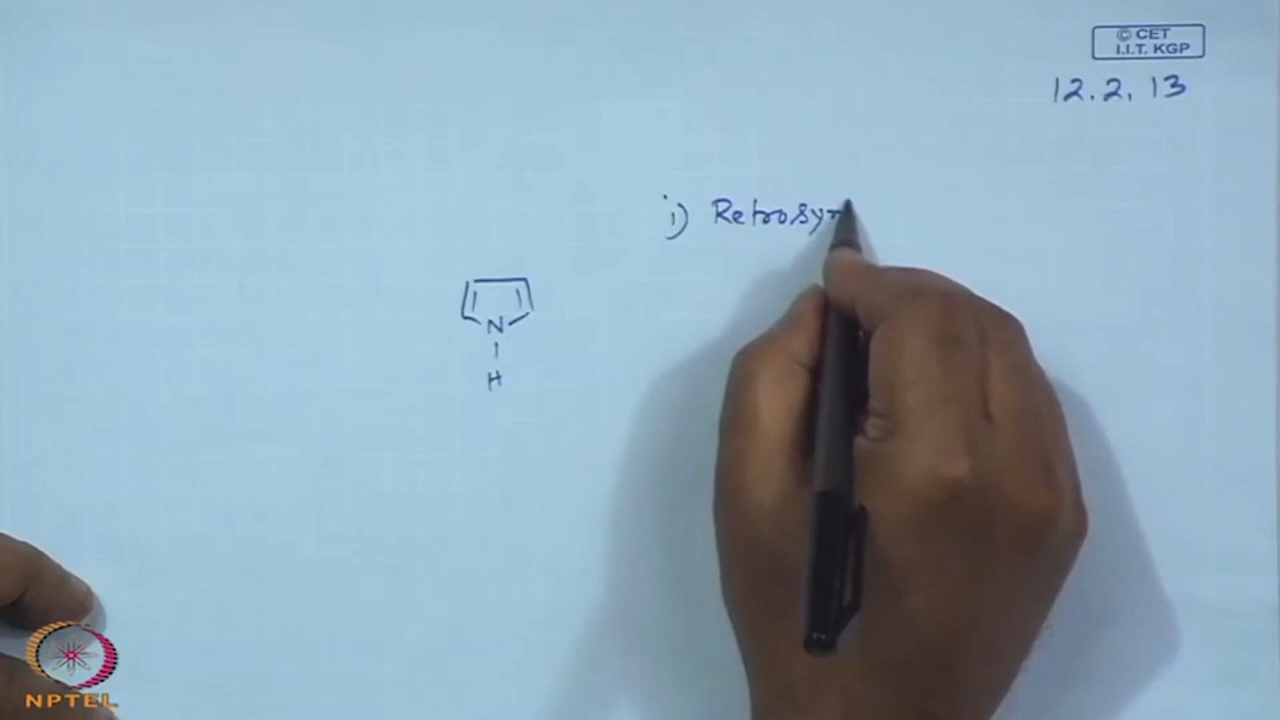 © CET
I.I.T. KGP
12.2.13
i) Retrosyn
N
H
NPTEL